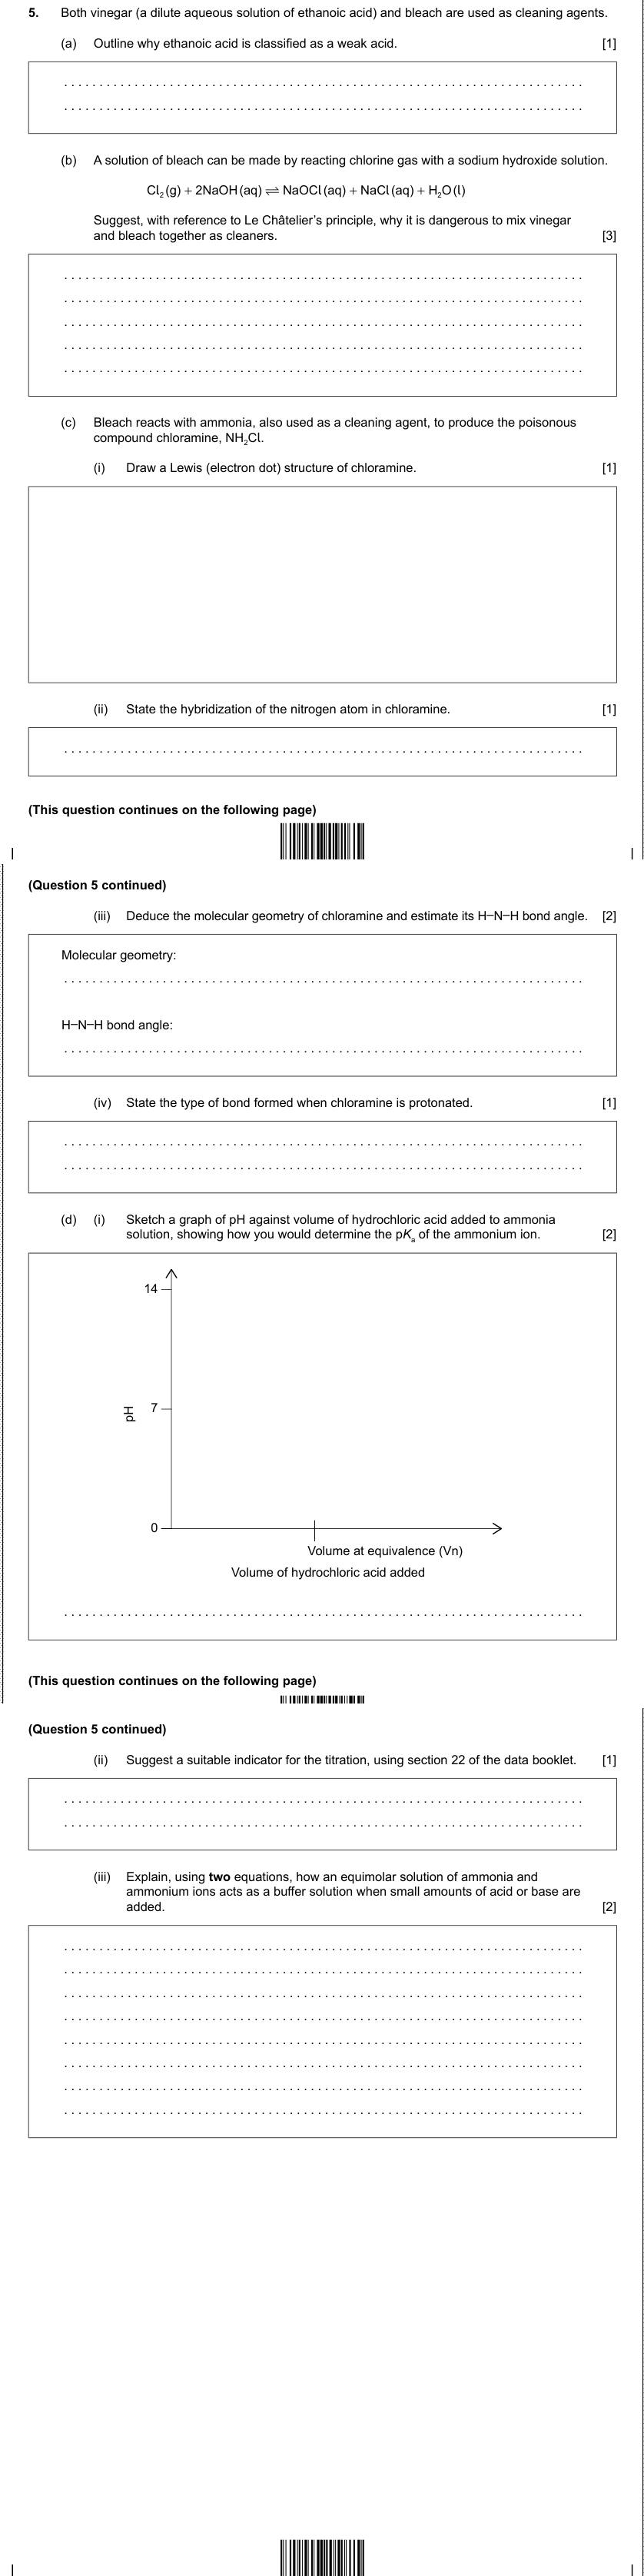 5. Both vinegar (a dilute aqueous solution of ethanoic acid) and bleach are used as cleaning agents.
(a) Outline why ethanoic acid is classified as a weak acid. [1]
(b) A solution of bleach can be made by reacting chlorine gas with a sodium hydroxide solution.
Cl₂(g) + 2NaOH(aq) ⇌ NaOCl(aq) + NaCl(aq) + H₂O(l)
Suggest, with reference to Le Châtelier's principle, why it is dangerous to mix vinegar
and bleach together as cleaners. [3]
(c) Bleach reacts with ammonia, also used as a cleaning agent, to produce the poisonous
compound chloramine, NH₂Cl.
(i) Draw a Lewis (electron dot) structure of chloramine. [1]
(ii) State the hybridization of the nitrogen atom in chloramine. [1]
(This question continues on the following page)
(Question 5 continued)
(iii) Deduce the molecular geometry of chloramine and estimate its H–N–H bond angle. [2]
Molecular geometry:
H–N–H bond angle:
(iv) State the type of bond formed when chloramine is protonated. [1]
(d) (i) Sketch a graph of pH against volume of hydrochloric acid added to ammonia
solution, showing how you would determine the pKₐ of the ammonium ion. [2]
14
pH
7
0
Volume at equivalence (Vn)
Volume of hydrochloric acid added
(This question continues on the following page)
(Question 5 continued)
(ii) Suggest a suitable indicator for the titration, using section 22 of the data booklet. [1]
(iii) Explain, using two equations, how an equimolar solution of ammonia and
ammonium ions acts as a buffer solution when small amounts of acid or base are
added. [2]